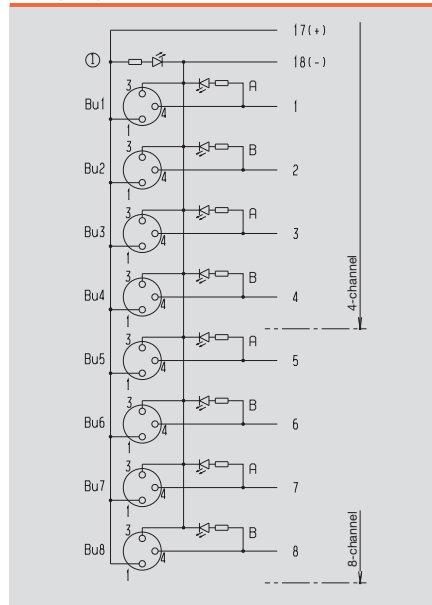 17(+)
I 18(-)
3 A
Bu1 4 1
1
3 B
Bu2 4 2
1
3 A
Bu3 4 3
1
3 B
Bu4 4 4
1
4-channel
3 A
Bu5 4 5
1
3 B
Bu6 4 6
1
3 A
Bu7 4 7
1
3 B
Bu8 4 8
1
8-channel